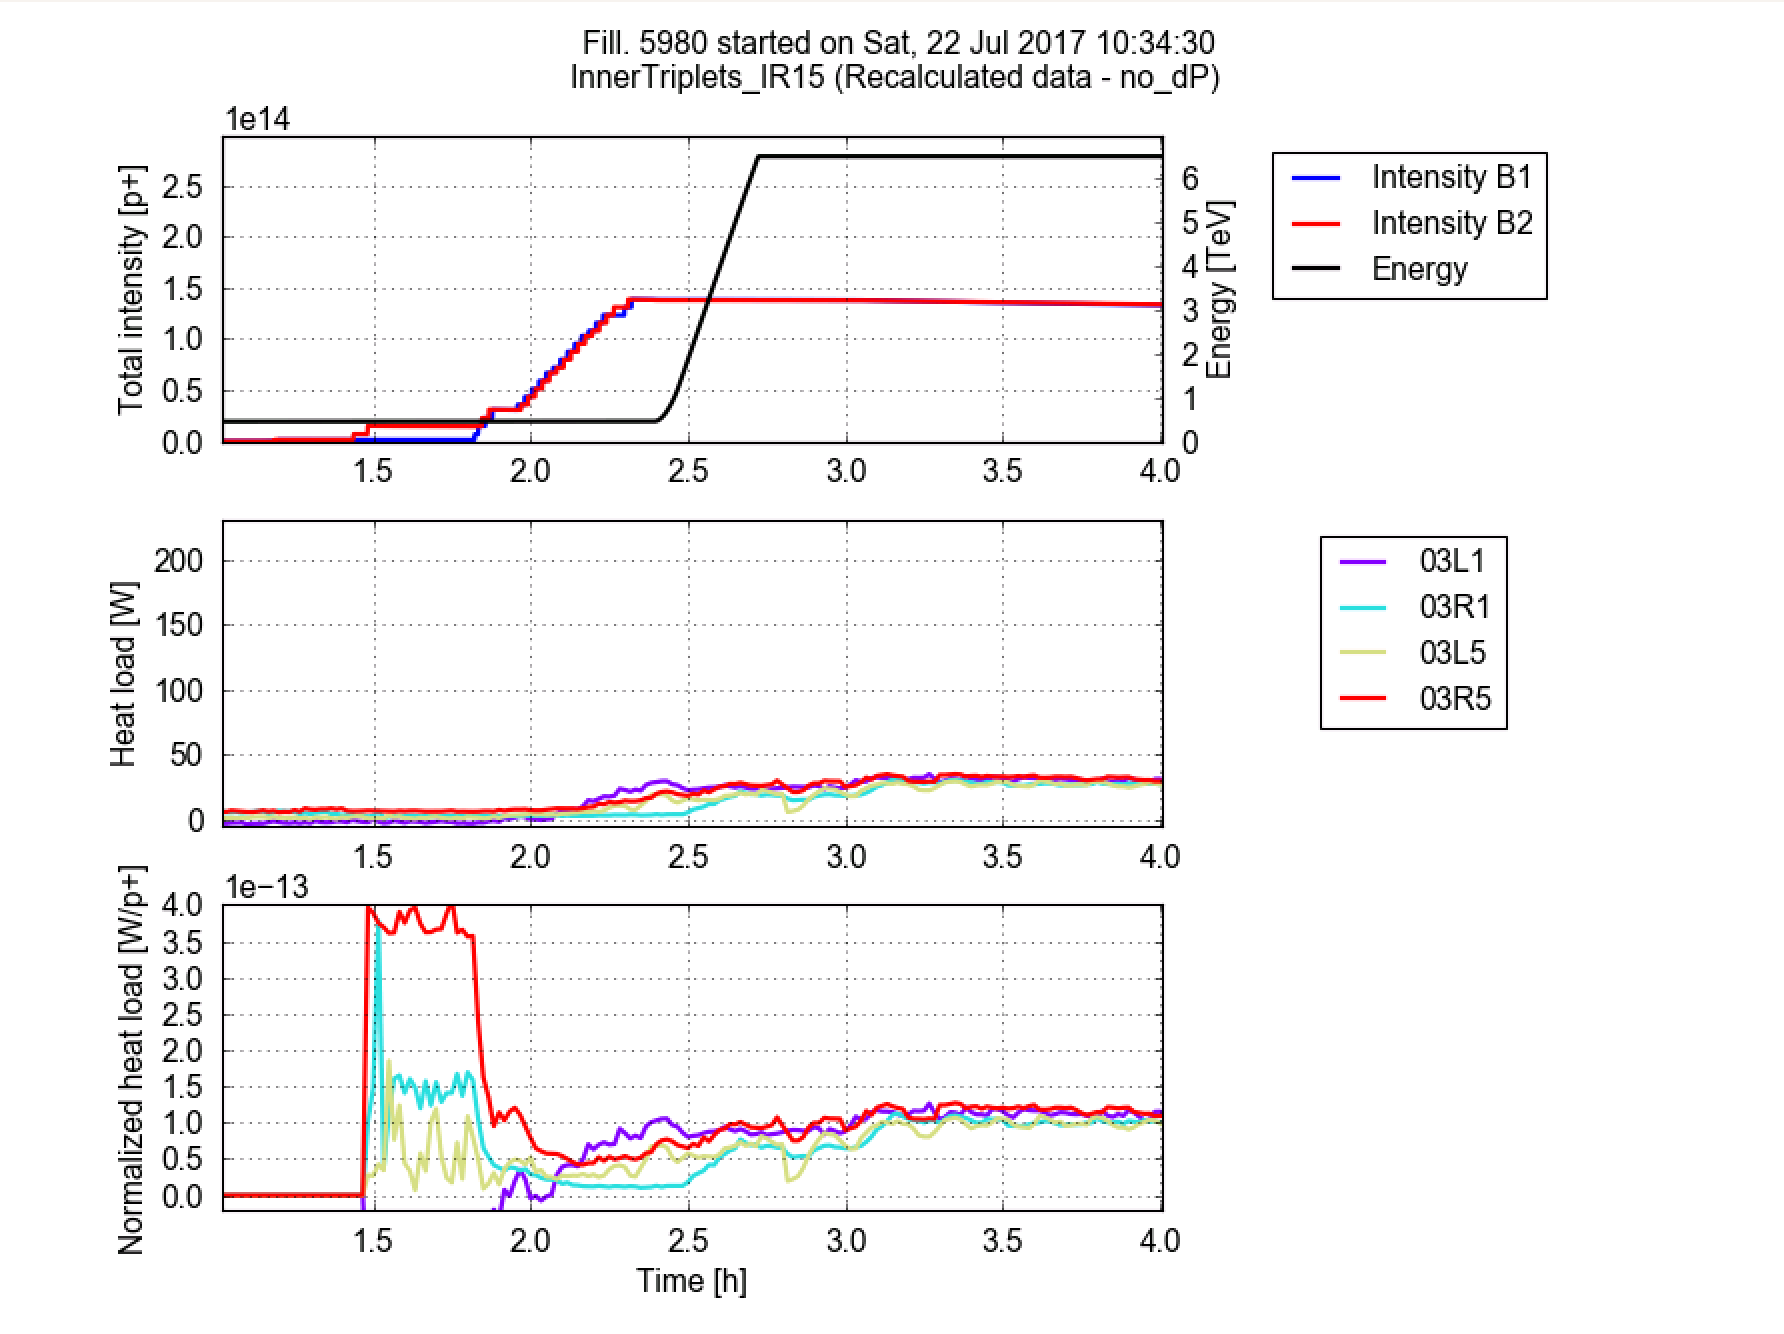 Fill. 5980 started on Sat, 22 Jul 2017 10:34:30
InnerTriplets_IR15 (Recalculated data - no_dP)
1e14
Total intensity [p+]
2.5
2.0
1.5
1.0
0.5
0.0
6
5
4
3
2
1
0
Energy [TeV]
1.5 2.0 2.5 3.0 3.5 4.0
Intensity B1
Intensity B2
Energy
Heat load [W]
200
150
100
50
0
1.5 2.0 2.5 3.0 3.5 4.0
03L1
03R1
03L5
03R5
1e−13
Normalized heat load [W/p+]
4.0
3.5
3.0
2.5
2.0
1.5
1.0
0.5
0.0
1.5 2.0 2.5 3.0 3.5 4.0
Time [h]